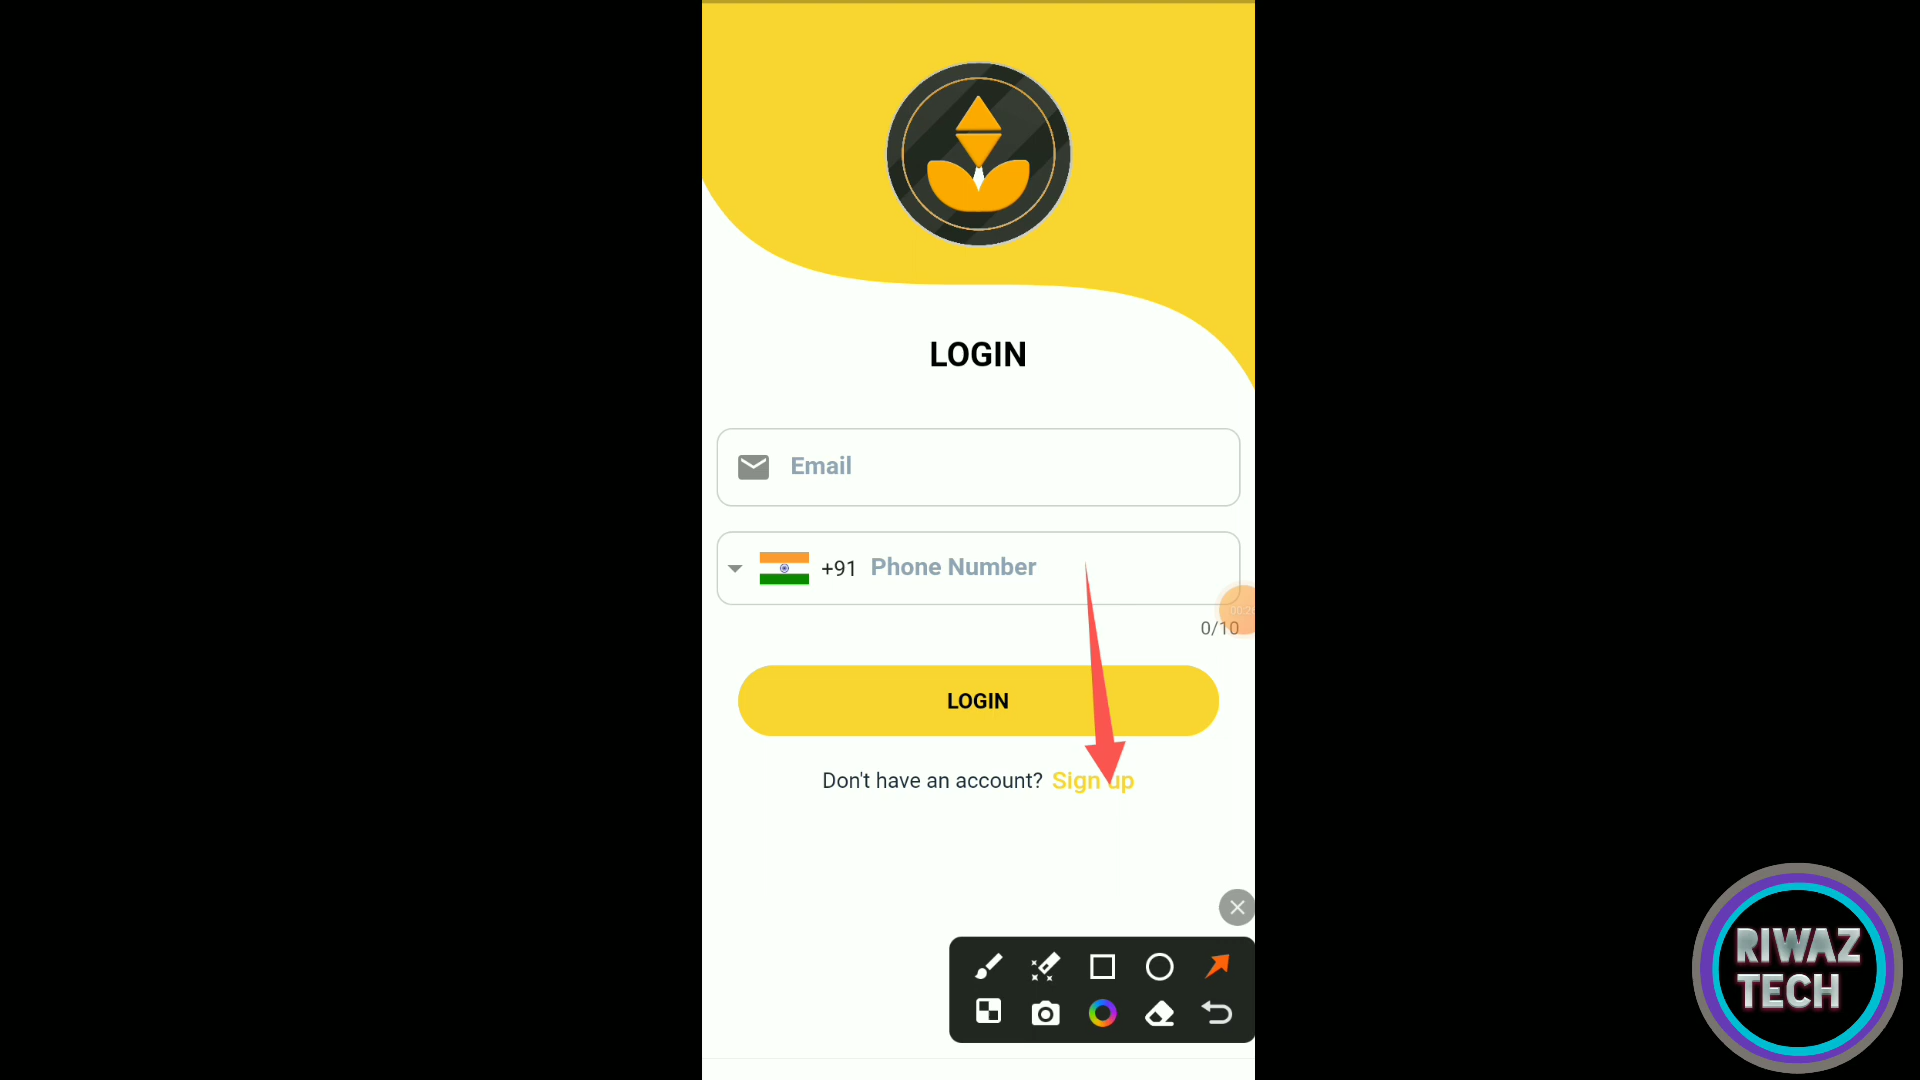 LOGIN
Email
+91 Phone Number
0/10
LOGIN
Don't have an account? Sign up
RIWAZ
TECH